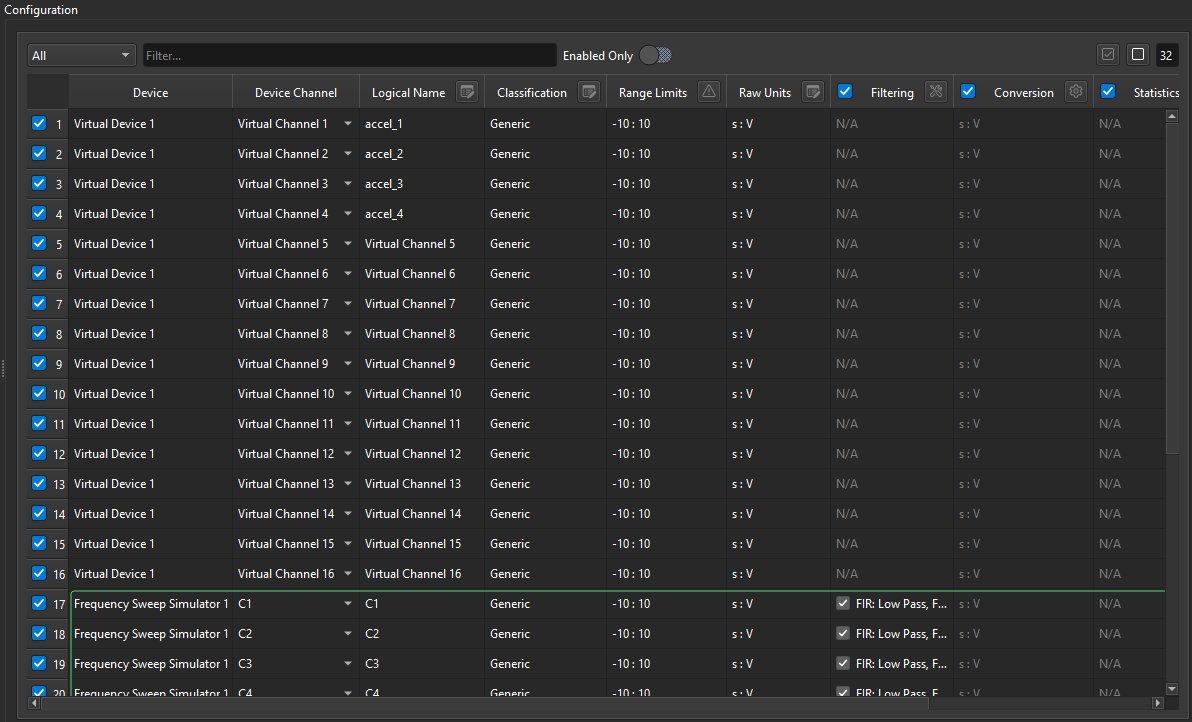 Configuration
All Filter... Enabled Only 32
Device Device Channel Logical Name Classification Range Limits Raw Units Filtering Conversion Statistics
1 Virtual Device 1 Virtual Channel 1 accel_1 Generic -10 : 10 s : V N/A s : V N/A
2 Virtual Device 1 Virtual Channel 2 accel_2 Generic -10 : 10 s : V N/A s : V N/A
3 Virtual Device 1 Virtual Channel 3 accel_3 Generic -10 : 10 s : V N/A s : V N/A
4 Virtual Device 1 Virtual Channel 4 accel_4 Generic -10 : 10 s : V N/A s : V N/A
5 Virtual Device 1 Virtual Channel 5 Virtual Channel 5 Generic -10 : 10 s : V N/A s : V N/A
6 Virtual Device 1 Virtual Channel 6 Virtual Channel 6 Generic -10 : 10 s : V N/A s : V N/A
7 Virtual Device 1 Virtual Channel 7 Virtual Channel 7 Generic -10 : 10 s : V N/A s : V N/A
8 Virtual Device 1 Virtual Channel 8 Virtual Channel 8 Generic -10 : 10 s : V N/A s : V N/A
9 Virtual Device 1 Virtual Channel 9 Virtual Channel 9 Generic -10 : 10 s : V N/A s : V N/A
10 Virtual Device 1 Virtual Channel 10 Virtual Channel 10 Generic -10 : 10 s : V N/A s : V N/A
11 Virtual Device 1 Virtual Channel 11 Virtual Channel 11 Generic -10 : 10 s : V N/A s : V N/A
12 Virtual Device 1 Virtual Channel 12 Virtual Channel 12 Generic -10 : 10 s : V N/A s : V N/A
13 Virtual Device 1 Virtual Channel 13 Virtual Channel 13 Generic -10 : 10 s : V N/A s : V N/A
14 Virtual Device 1 Virtual Channel 14 Virtual Channel 14 Generic -10 : 10 s : V N/A s : V N/A
15 Virtual Device 1 Virtual Channel 15 Virtual Channel 15 Generic -10 : 10 s : V N/A s : V N/A
16 Virtual Device 1 Virtual Channel 16 Virtual Channel 16 Generic -10 : 10 s : V N/A s : V N/A
17 Frequency Sweep Simulator 1 C1 C1 Generic -10 : 10 s : V FIR: Low Pass, F... s : V N/A
18 Frequency Sweep Simulator 1 C2 C2 Generic -10 : 10 s : V FIR: Low Pass, F... s : V N/A
19 Frequency Sweep Simulator 1 C3 C3 Generic -10 : 10 s : V FIR: Low Pass, F... s : V N/A
20 Frequency Sweep Simulator 1 C4 C4 Generic -10 : 10 s : V FIR: Low Pass, F... s : V N/A